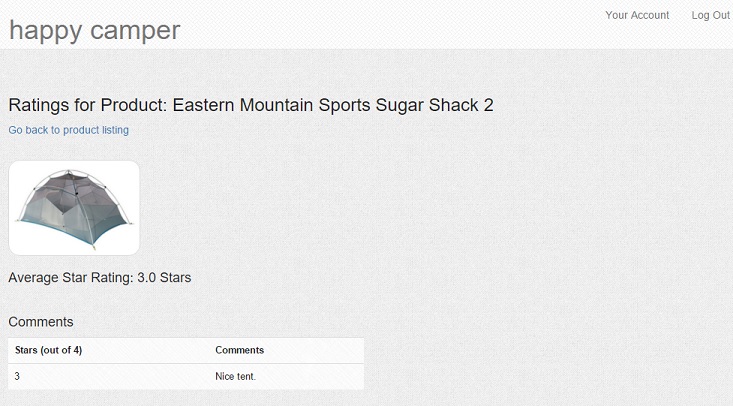 Your Account Log Out
happy camper
Ratings for Product: Eastern Mountain Sports Sugar Shack 2
Go back to product listing
Average Star Rating: 3.0 Stars
Comments
Stars (out of 4) Comments
3 Nice tent.